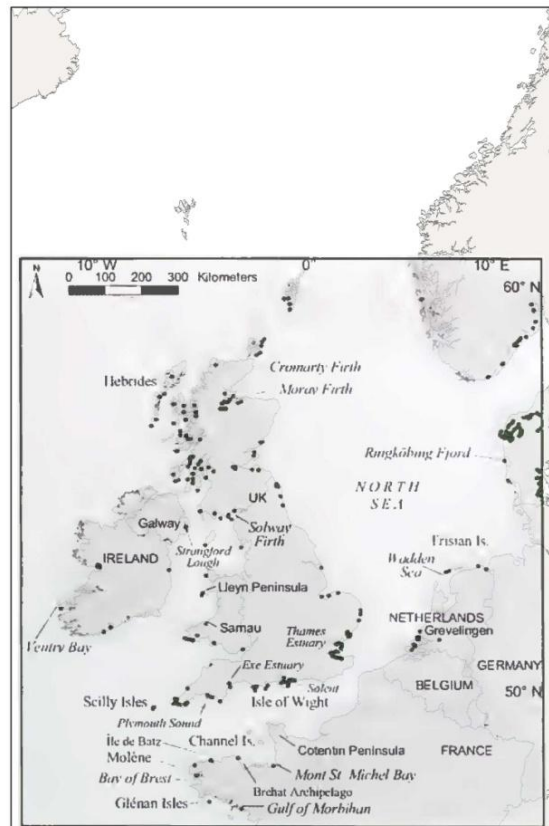 10° W 0° 10° E
N
0 100 200 300 Kilometers
60° N
Cromarty Firth
Hebrides
Moray Firth
Ringköbing Fjord
NORTH
SEA
UK
Galway
Solway
Firth
Strangford
Lough
IRELAND
Tristan Is.
Wadden
Sea
Lleyn Peninsula
NETHERLANDS
Grevelingen
Sarnau
Thames
Estuary
Ventry Bay
GERMANY
Exe Estuary
BELGIUM
50° N
Scilly Isles
Isle of Wight
Solent
Plymouth Sound
Channel Is.
Cotentin Peninsula
Île de Batz
FRANCE
Molène
Bay of Brest
Mont St Michel Bay
Brehat Archipelago
Glénan Isles
Gulf of Morbihan